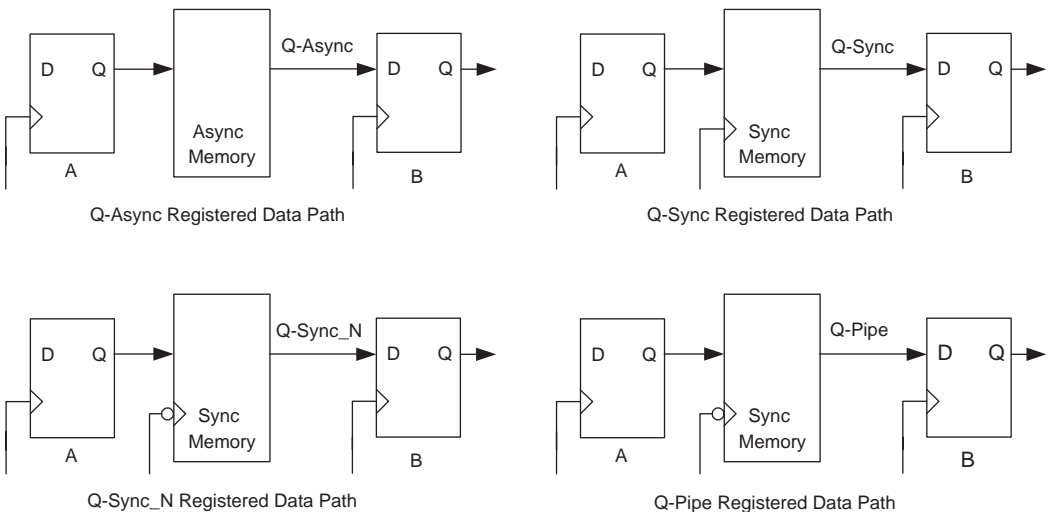 Q-Async
D Q
D Q
Async
Memory
A
B
Q-Async Registered Data Path
Q-Sync
D Q
D Q
Sync
Memory
A
B
Q-Sync Registered Data Path
Q-Sync_N
D Q
D Q
Sync
Memory
A
B
Q-Sync_N Registered Data Path
Q-Pipe
D Q
D Q
Sync
Memory
A
B
Q-Pipe Registered Data Path